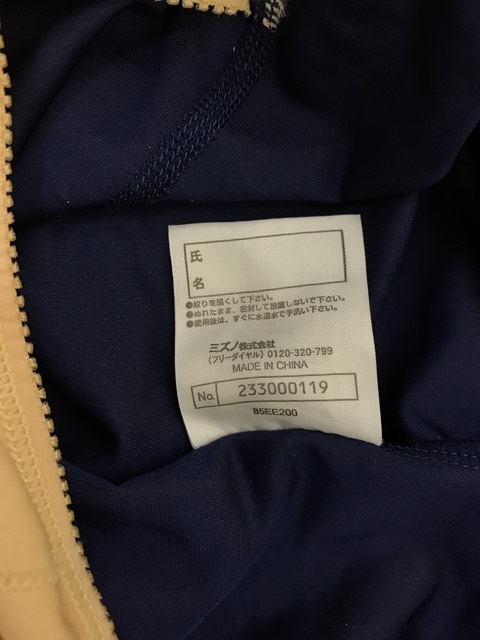 氏
名
●絞りを弱くして下さい。
●ぬれたまま、密封して放置しないで下さい。
●使用後は、すぐに水道水で手洗い下さい。
ミズノ株式会社
(フリーダイヤル) 0120-320-799
MADE IN CHINA
No. 233000119
85EE200